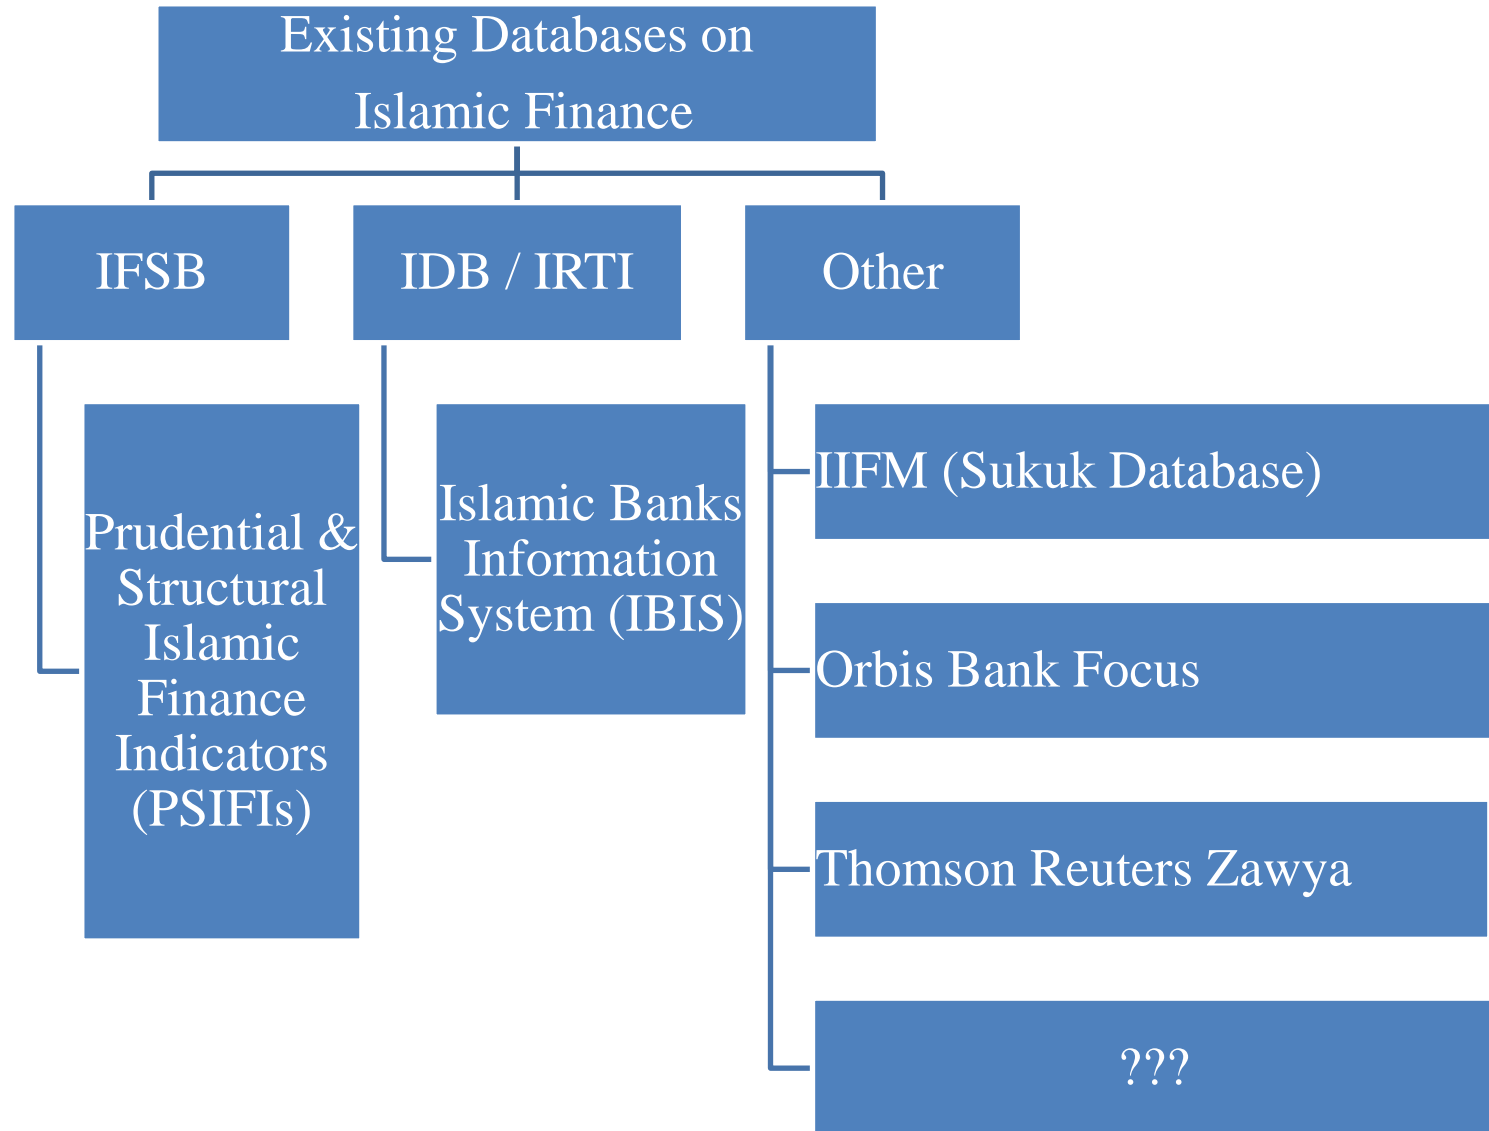 Existing Databases on
Islamic Finance
IFSB
IDB / IRTI
Other
Prudential &
Structural
Islamic
Finance
Indicators
(PSIFIs)
Islamic Banks
Information
System (IBIS)
IIFM (Sukuk Database)
Orbis Bank Focus
Thomson Reuters Zawya
???